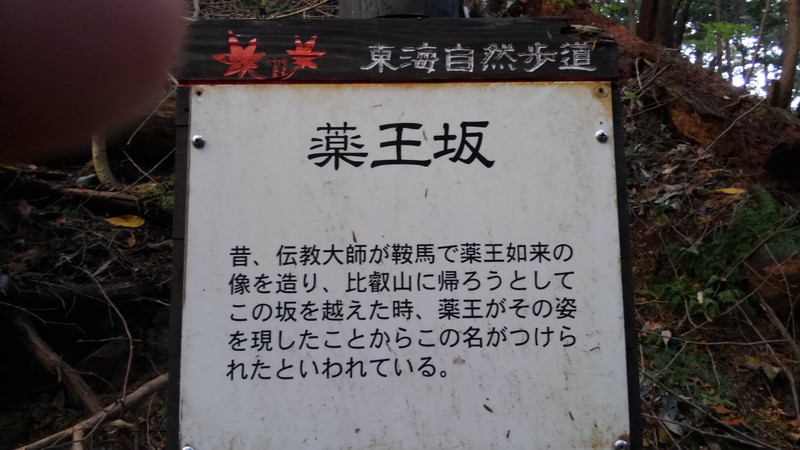 東海自然歩道
薬王坂
昔、伝教大師が鞍馬で薬王如来の
像を造り、比叡山に帰ろうとして
この坂を越えた時、薬王がその姿
を現したことからこの名がつけら
れたといわれている。